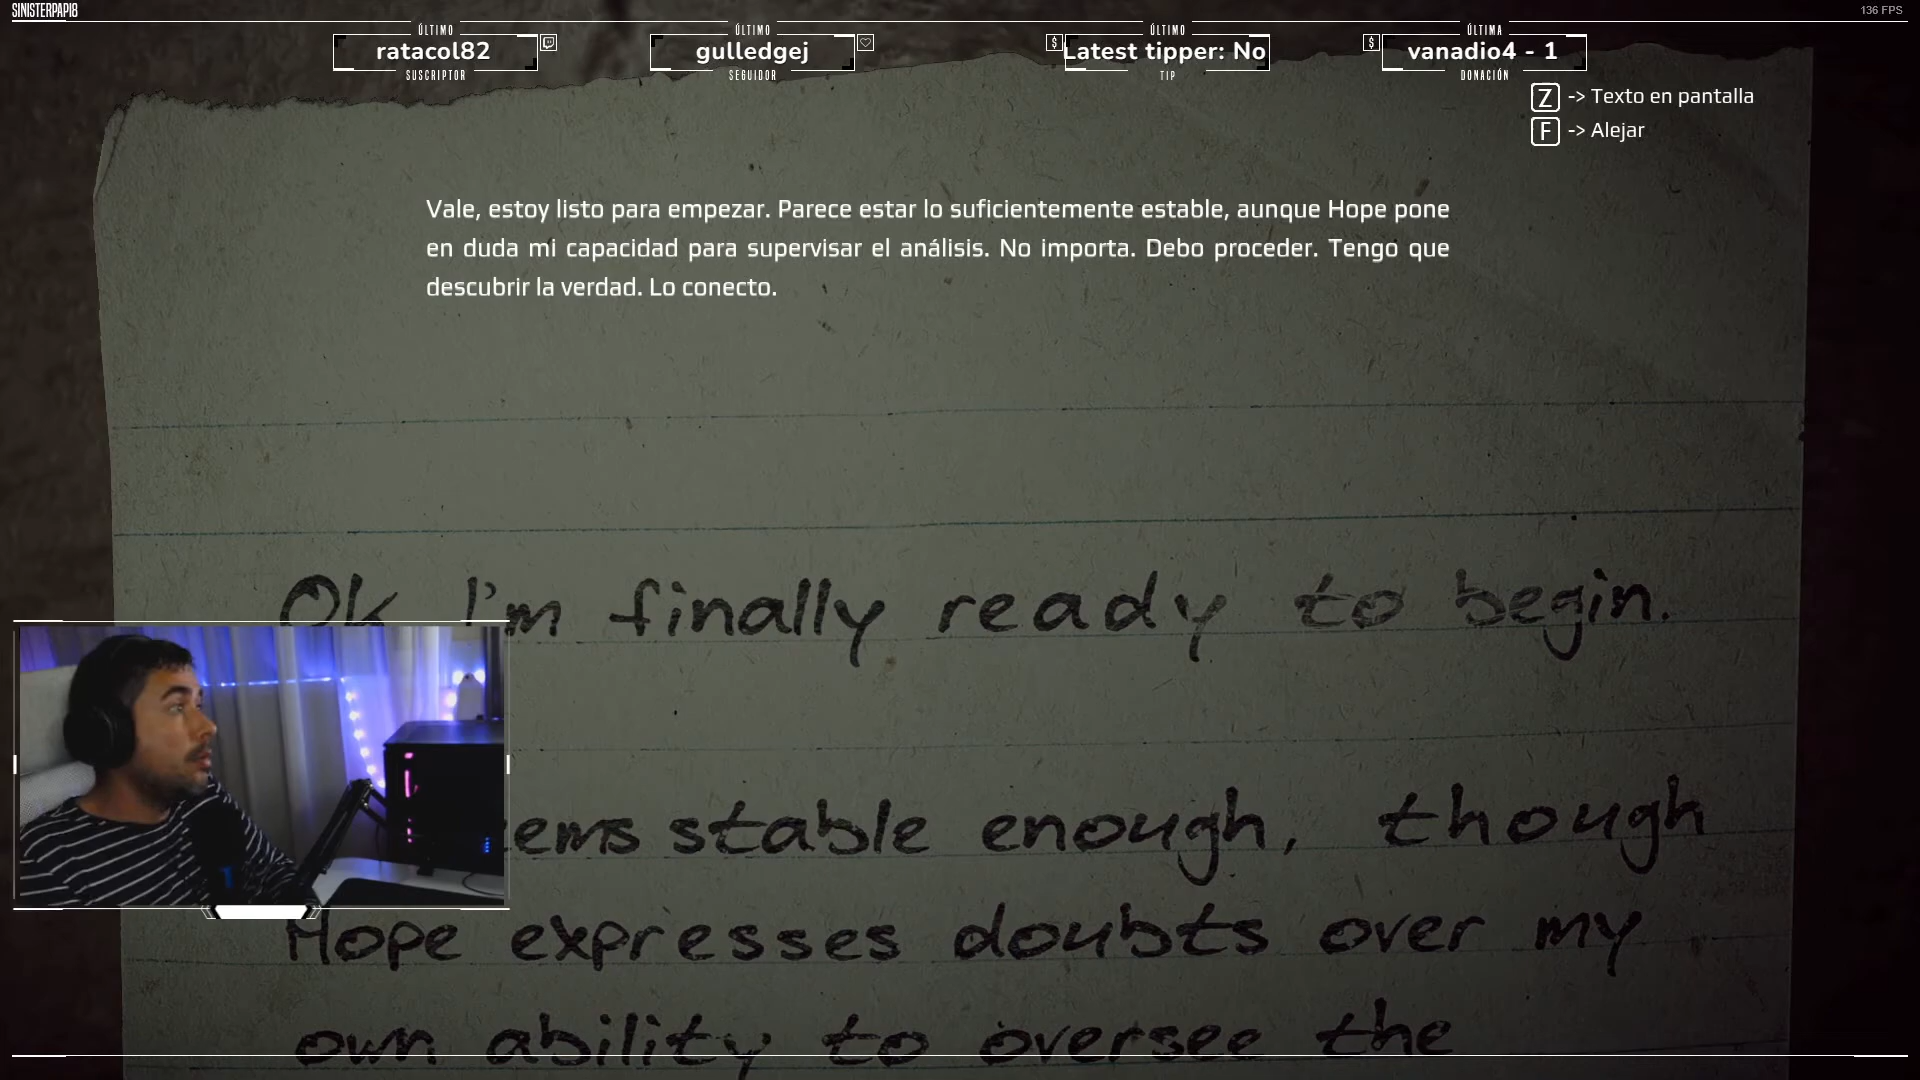 SINISTERPAPI8
136 FPS
ÚLTIMO
ratacol82
SUSCRIPTOR
ÚLTIMO
gulledgej
SEGUIDOR
ÚLTIMO
$
Latest tipper: No
TIP
ÚLTIMA
$
vanadio4 - 1
DONACIÓN
Z -> Texto en pantalla
F -> Alejar
Vale, estoy listo para empezar. Parece estar lo suficientemente estable, aunque Hope pone
en duda mi capacidad para supervisar el análisis. No importa. Debo proceder. Tengo que
descubrir la verdad. Lo conecto.
Ok I'm finally ready to begin.
stable enough, though
Hope expresses doubts over my
own ability to oversee the